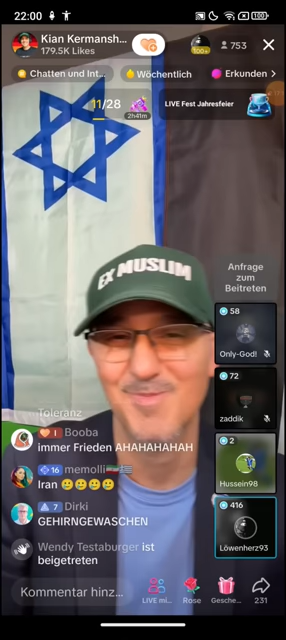 22:00
100
Kian Kermansh...
179.5K Likes
100+
753
Chatten und Int...
Wöchentlich
Erkunden
11/28
2h41m
LIVE Fest Jahresfeier
EX MUSLIM
Anfrage
zum
Beitreten
58
Only-God!
72
zaddik
2
Hussein98
416
Löwenherz93
Toleranz
1 Booba
immer Frieden AHAHAHAHAH
16 memolli
Iran
7 Dirki
GEHIRNGEWASCHEN
Wendy Testaburger ist
beigetreten
Kommentar hinz...
LIVE mi...
Rose
Gesche...
231